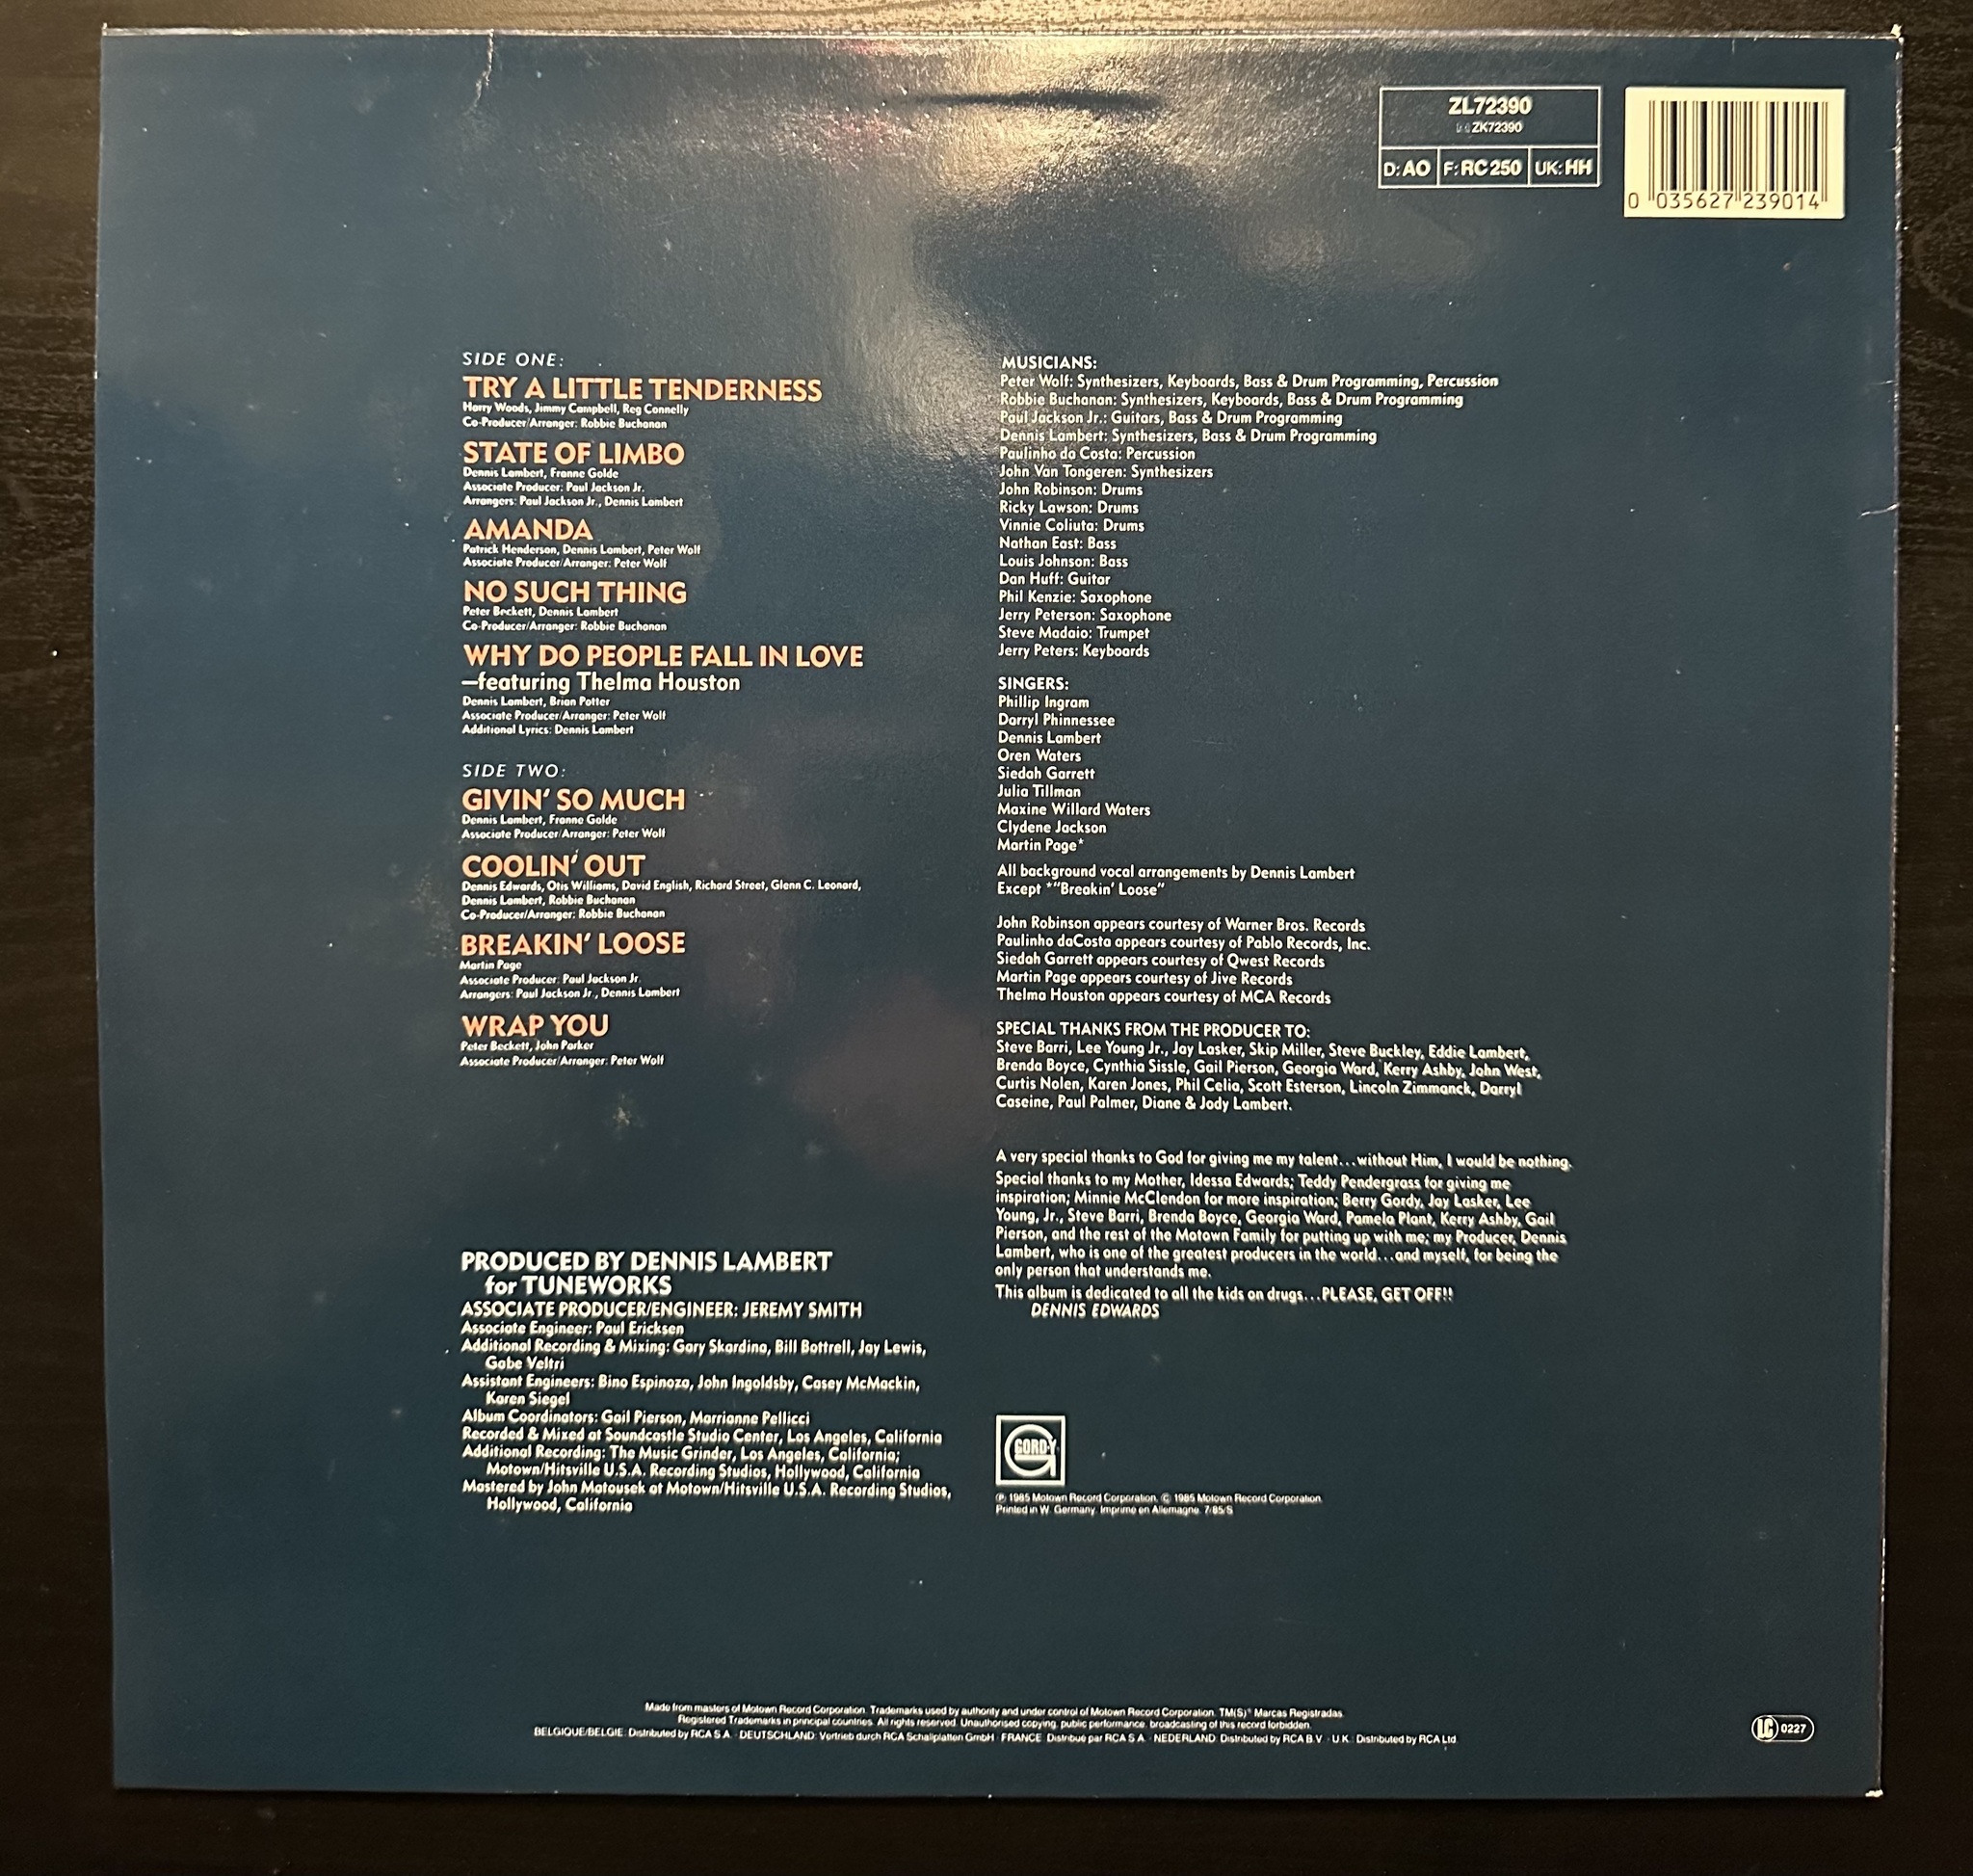 ZL72390
ZK72390
D: AO F: RC 250 UK: HH
0 035627 239014
SIDE ONE:
TRY A LITTLE TENDERNESS
Harry Woods, Jimmy Campbell, Reg Connelly
Co-Producer/Arranger: Robbie Buchanan
STATE OF LIMBO
Dennis Lambert, Franne Golde
Associate Producer: Paul Jackson Jr.
Arrangers: Paul Jackson Jr., Dennis Lambert
AMANDA
Patrick Henderson, Dennis Lambert, Peter Wolf
Associate Producer/Arranger: Peter Wolf
NO SUCH THING
Peter Beckett, Dennis Lambert
Co-Producer/Arranger: Robbie Buchanan
WHY DO PEOPLE FALL IN LOVE
—featuring Thelma Houston
Dennis Lambert, Brian Potter
Associate Producer/Arranger: Peter Wolf
Additional Lyrics: Dennis Lambert
SIDE TWO:
GIVIN' SO MUCH
Dennis Lambert, Franne Golde
Associate Producer/Arranger: Peter Wolf
COOLIN' OUT
Dennis Edwards, Otis Williams, David English, Richard Street, Glenn C. Leonard,
Dennis Lambert, Robbie Buchanan
Co-Producer/Arranger: Robbie Buchanan
BREAKIN' LOOSE
Martin Page
Associate Producer: Paul Jackson Jr.
Arrangers: Paul Jackson Jr., Dennis Lambert
WRAP YOU
Peter Beckett, John Parker
Associate Producer/Arranger: Peter Wolf
PRODUCED BY DENNIS LAMBERT
for TUNEWORKS
ASSOCIATE PRODUCER/ENGINEER: JEREMY SMITH
Associate Engineer: Paul Ericksen
Additional Recording & Mixing: Gary Skardina, Bill Bottrell, Jay Lewis,
Gabe Veltri
Assistant Engineers: Bino Espinoza, John Ingoldsby, Casey McMackin,
Karen Siegel
Album Coordinators: Gail Pierson, Marrianne Pellicci
Recorded & Mixed at Soundcastle Studio Center, Los Angeles, California
Additional Recording: The Music Grinder, Los Angeles, California;
Motown/Hitsville U.S.A. Recording Studios, Hollywood, California
Mastered by John Matousek at Motown/Hitsville U.S.A. Recording Studios,
Hollywood, California
MUSICIANS:
Peter Wolf: Synthesizers, Keyboards, Bass & Drum Programming, Percussion
Robbie Buchanan: Synthesizers, Keyboards, Bass & Drum Programming
Paul Jackson Jr.: Guitars, Bass & Drum Programming
Dennis Lambert: Synthesizers, Bass & Drum Programming
Paulinho da Costa: Percussion
John Van Tongeren: Synthesizers
John Robinson: Drums
Ricky Lawson: Drums
Vinnie Coliuta: Drums
Nathan East: Bass
Louis Johnson: Bass
Dan Huff: Guitar
Phil Kenzie: Saxophone
Jerry Peterson: Saxophone
Steve Madaio: Trumpet
Jerry Peters: Keyboards
SINGERS:
Phillip Ingram
Darryl Phinnessee
Dennis Lambert
Oren Waters
Siedah Garrett
Julia Tillman
Maxine Willard Waters
Clydene Jackson
Martin Page*
All background vocal arrangements by Dennis Lambert
Except *"Breakin' Loose"
John Robinson appears courtesy of Warner Bros. Records
Paulinho daCosta appears courtesy of Pablo Records, Inc.
Siedah Garrett appears courtesy of Qwest Records
Martin Page appears courtesy of Jive Records
Thelma Houston appears courtesy of MCA Records
SPECIAL THANKS FROM THE PRODUCER TO:
Steve Barri, Lee Young Jr., Jay Lasker, Skip Miller, Steve Buckley, Eddie Lambert,
Brenda Boyce, Cynthia Sissle, Gail Pierson, Georgia Ward, Kerry Ashby, John West,
Curtis Nolen, Karen Jones, Phil Celia, Scott Esterson, Lincoln Zimmanck, Darryl
Caseine, Paul Palmer, Diane & Jody Lambert.
A very special thanks to God for giving me my talent...without Him, I would be nothing.
Special thanks to my Mother, Idessa Edwards; Teddy Pendergrass for giving me
inspiration; Minnie McClendon for more inspiration; Berry Gordy, Jay Lasker, Lee
Young, Jr., Steve Barri, Brenda Boyce, Georgia Ward, Pamela Plant, Kerry Ashby, Gail
Pierson, and the rest of the Motown Family for putting up with me; my Producer, Dennis
Lambert, who is one of the greatest producers in the world...and myself, for being the
only person that understands me.
This album is dedicated to all the kids on drugs...PLEASE, GET OFF!!
DENNIS EDWARDS
GORDY
℗ 1985 Motown Record Corporation. © 1985 Motown Record Corporation.
Printed in W. Germany. Imprimé en Allemagne. 7/85/S
Made from masters of Motown Record Corporation. Trademarks used by authority and under control of Motown Record Corporation. TM(S)® Marcas Registradas.
Registered Trademarks in principal countries. All rights reserved. Unauthorised copying, public performance, broadcasting of this record forbidden.
BELGIQUE/BELGIE: Distributed by RCA S.A. · DEUTSCHLAND: Vertrieb durch RCA Schallplatten GmbH · FRANCE: Distribué par RCA S.A. · NEDERLAND: Distributed by RCA B.V. · U.K.: Distributed by RCA Ltd.
LC 0227